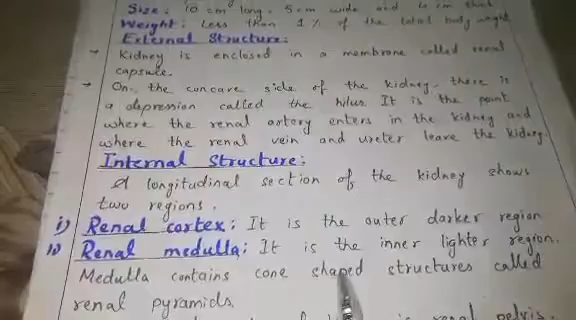 Size: 10 cm long, 5 cm wide and 4 cm thick
Weight: Less than 1% of the total body weight
External Structure:
→ Kidney is enclosed in a membrane called renal
capsule.
→ On the concave side of the kidney, there is
a depression called the hilus. It is the point
where the renal artery enters in the kidney and
where the renal vein and ureter leave the kidney.
Internal Structure:
A longitudinal section of the kidney shows
two regions.
i) Renal cortex: It is the outer darker region
ii) Renal medulla: It is the inner lighter region.
Medulla contains cone shaped structures called
renal pyramids.
renal pelvis.